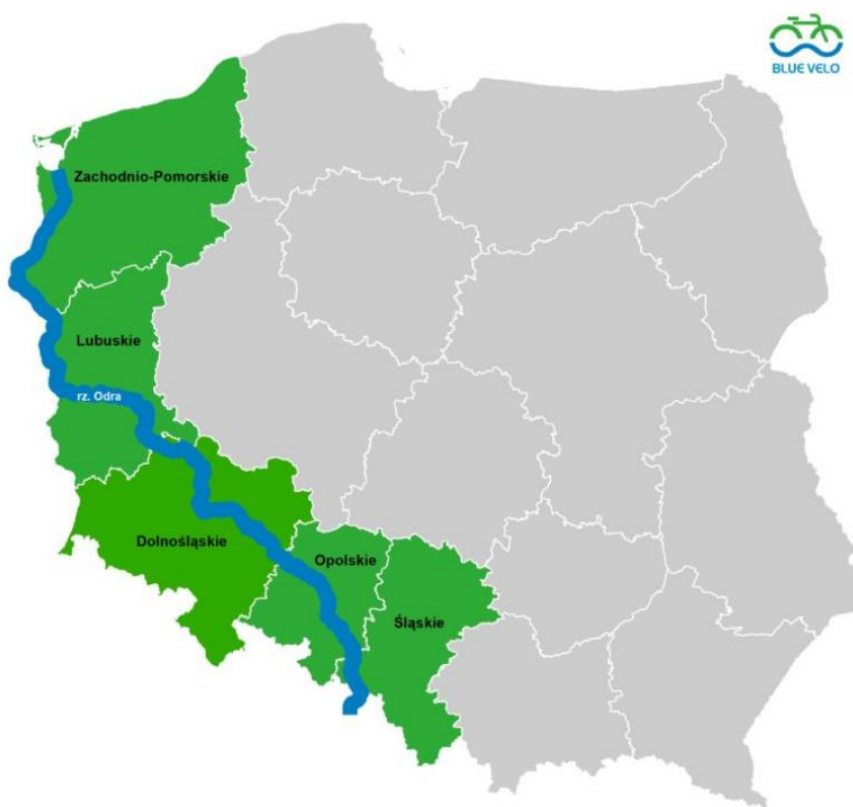 BLUE VELO
Zachodnio-Pomorskie
Lubuskie
rz. Odra
Dolnośląskie
Opolskie
Śląskie